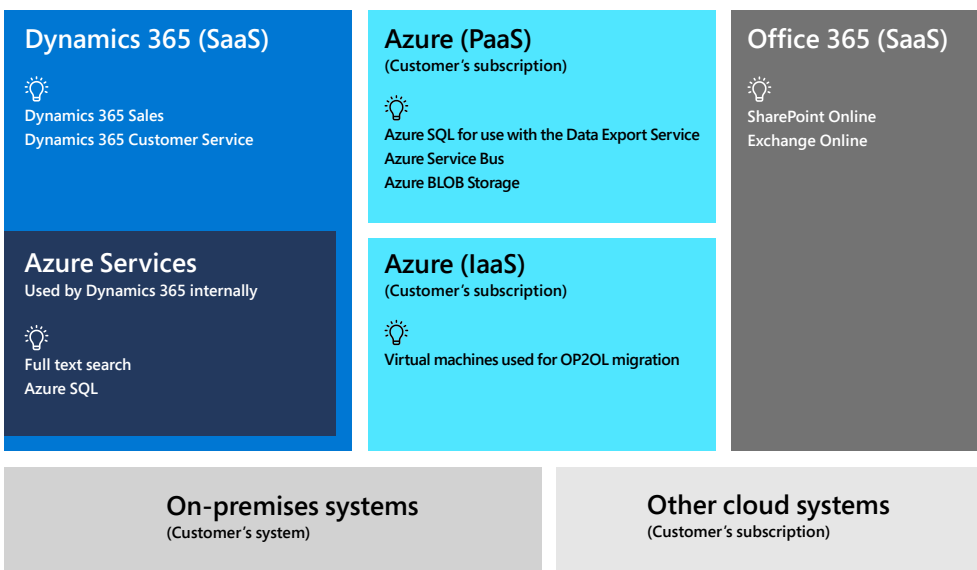 Dynamics 365 (SaaS)
Dynamics 365 Sales
Dynamics 365 Customer Service
Azure Services
Used by Dynamics 365 internally
Full text search
Azure SQL
Azure (PaaS)
(Customer's subscription)
Azure SQL for use with the Data Export Service
Azure Service Bus
Azure BLOB Storage
Azure (IaaS)
(Customer's subscription)
Virtual machines used for OP2OL migration
Office 365 (SaaS)
SharePoint Online
Exchange Online
On-premises systems
(Customer's system)
Other cloud systems
(Customer's subscription)